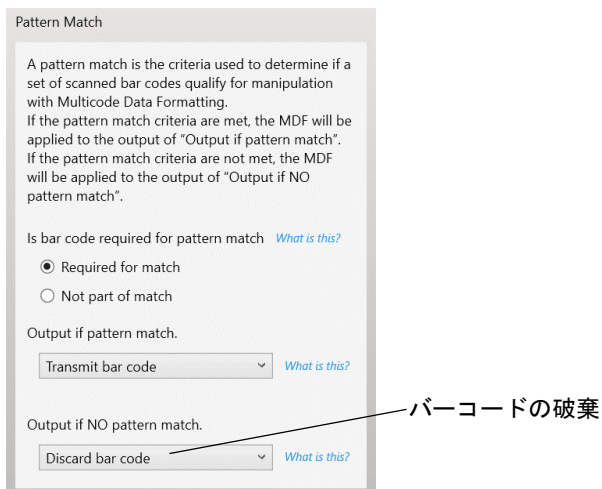 Pattern Match
A pattern match is the criteria used to determine if a
set of scanned bar codes qualify for manipulation
with Multicode Data Formatting.
If the pattern match criteria are met, the MDF will be
applied to the output of “Output if pattern match”.
If the pattern match criteria are not met, the MDF
will be applied to the output of “Output if NO
pattern match”.
Is bar code required for pattern match What is this?
Required for match
Not part of match
Output if pattern match.
Transmit bar code What is this?
Output if NO pattern match.
バーコードの破棄
Discard bar code What is this?